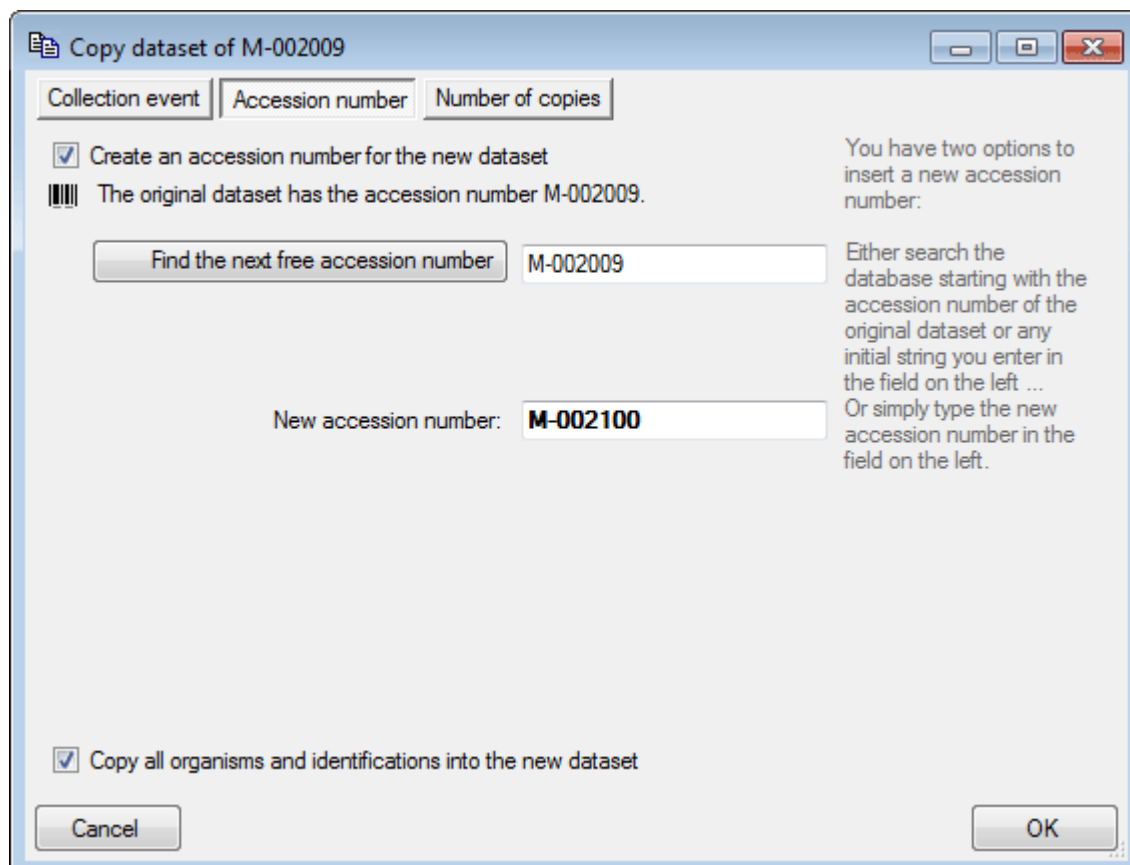 Copy dataset of M-002009
Collection event Accession number Number of copies
Create an accession number for the new dataset
The original dataset has the accession number M-002009.
You have two options to
insert a new accession
number:
Find the next free accession number M-002009
Either search the
database starting with the
accession number of the
original dataset or any
initial string you enter in
the field on the left ...
New accession number: M-002100
Or simply type the new
accession number in the
field on the left.
Copy all organisms and identifications into the new dataset
Cancel OK